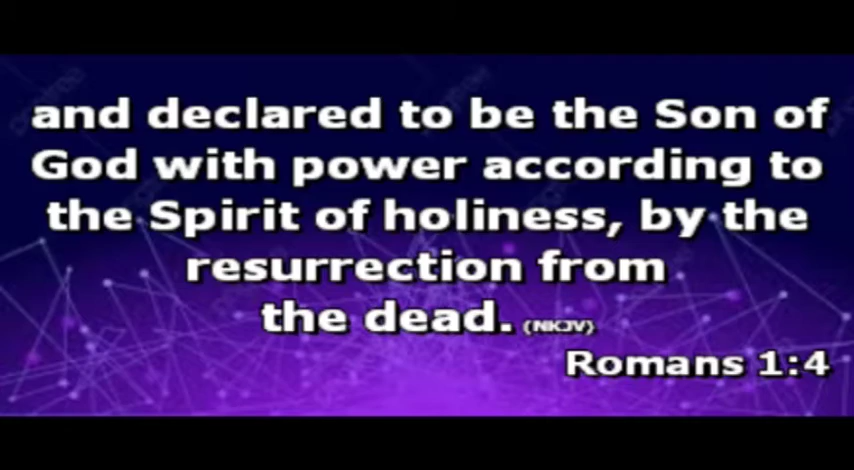 and declared to be the Son of
God with power according to
the Spirit of holiness, by the
resurrection from
the dead. (NKJV)
Romans 1:4